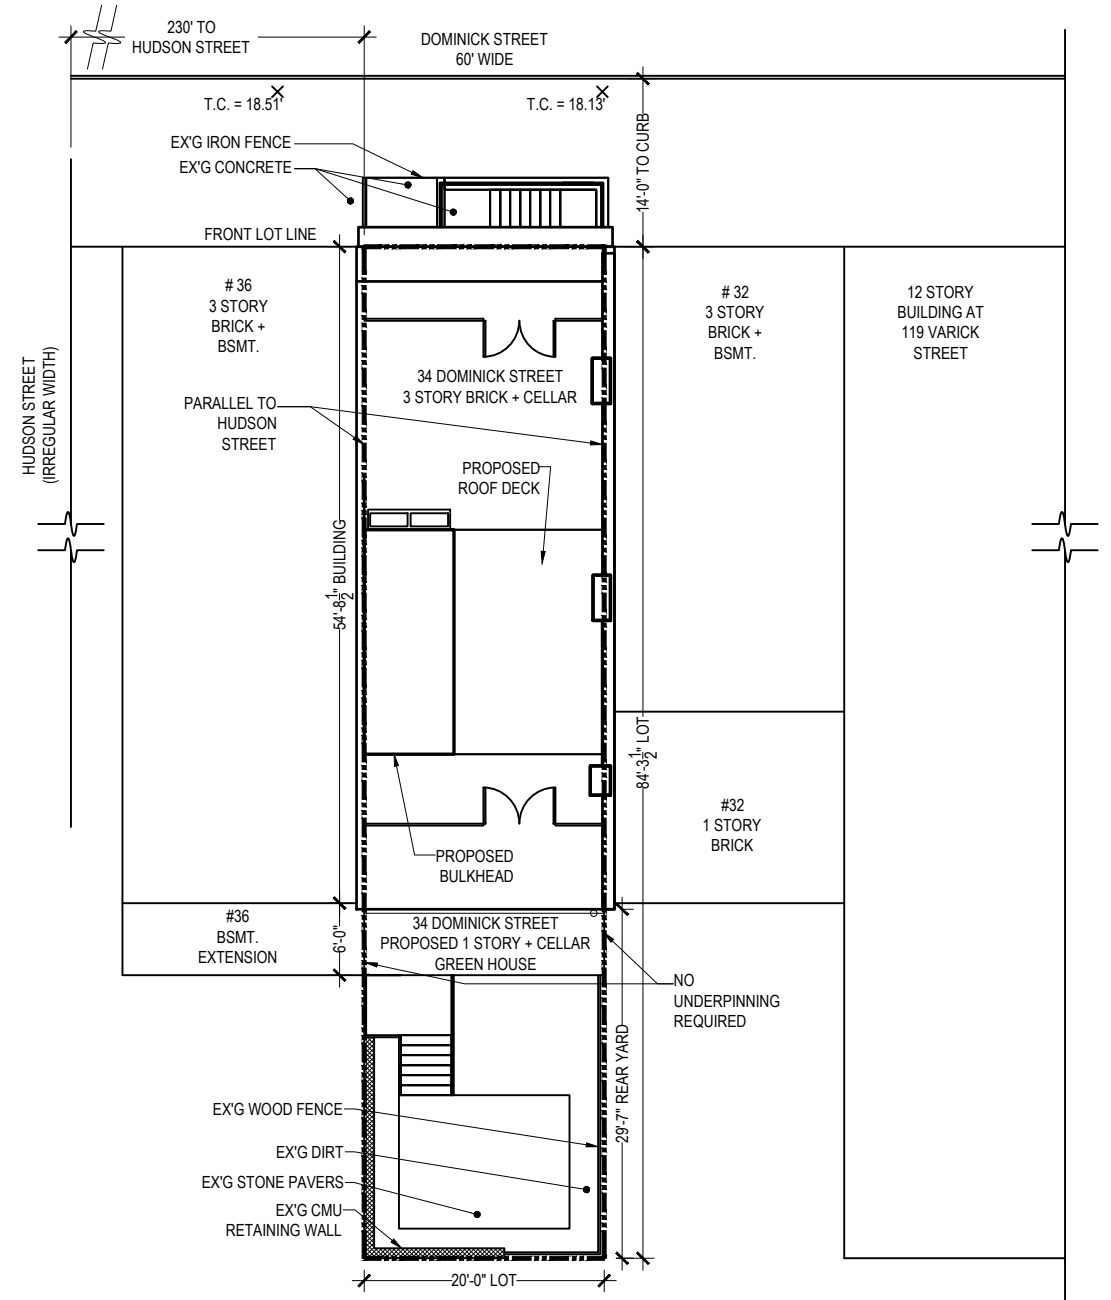 230' TO
HUDSON STREET
DOMINICK STREET
60' WIDE
T.C. = 18.51'
T.C. = 18.13'
EX'G IRON FENCE
EX'G CONCRETE
14'-0" TO CURB
FRONT LOT LINE
# 36
3 STORY
BRICK +
BSMT.
# 32
3 STORY
BRICK +
BSMT.
12 STORY
BUILDING AT
119 VARICK
STREET
HUDSON STREET
(IRREGULAR WIDTH)
34 DOMINICK STREET
3 STORY BRICK + CELLAR
PARALLEL TO
HUDSON
STREET
PROPOSED
ROOF DECK
54'-8 1/2" BUILDING
84'-3 1/2" LOT
#32
1 STORY
BRICK
PROPOSED
BULKHEAD
#36
BSMT.
EXTENSION
6'-0"
34 DOMINICK STREET
PROPOSED 1 STORY + CELLAR
GREEN HOUSE
NO
UNDERPINNING
REQUIRED
29'-7" REAR YARD
EX'G WOOD FENCE
EX'G DIRT
EX'G STONE PAVERS
EX'G CMU
RETAINING WALL
20'-0" LOT